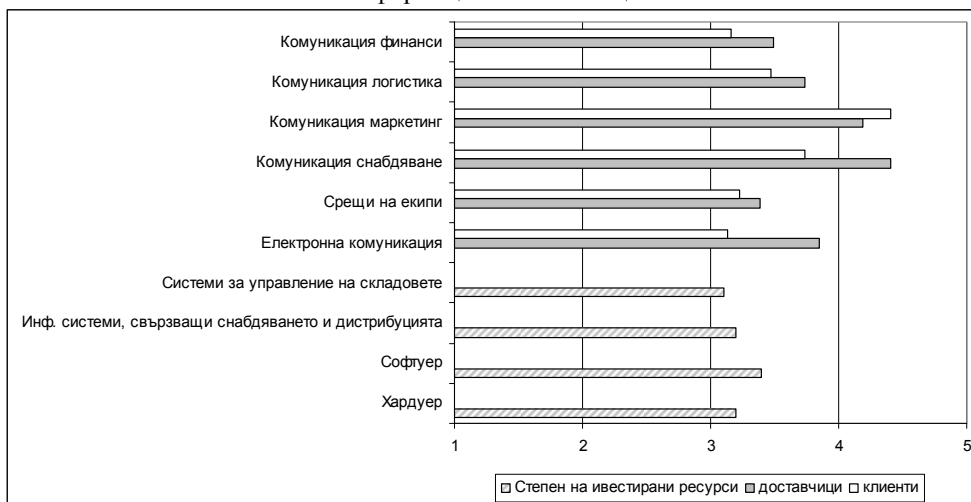 Комуникация финанси
Комуникация логистика
Комуникация маркетинг
Комуникация снабдяване
Срещи на екипи
Електронна комуникация
Системи за управление на складовете
Инф. системи, свързващи снабдяването и дистрибуцията
Софтуер
Хардуер
1 2 3 4 5
Степен на ивестирани ресурси доставчици клиенти